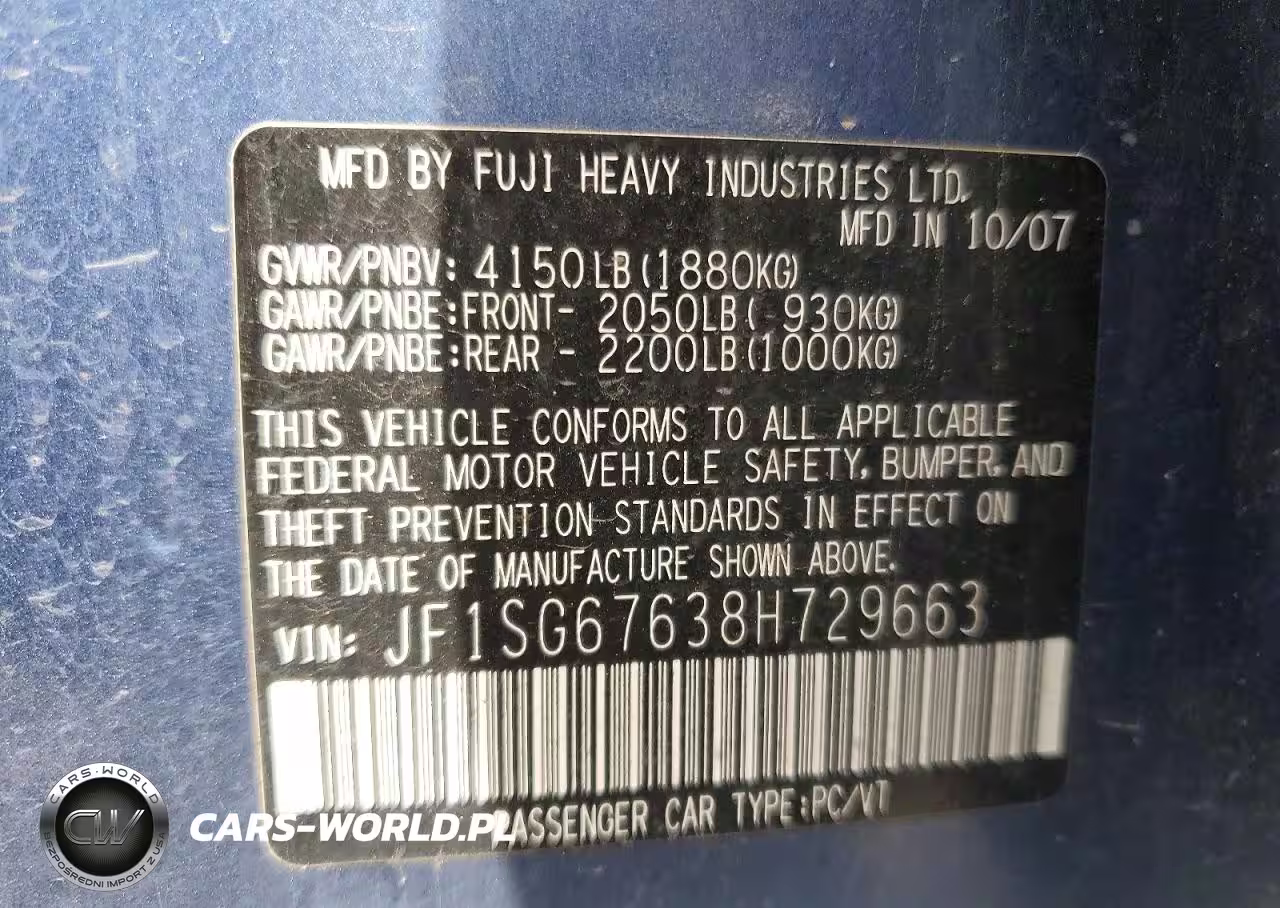 MFD BY FUJI HEAVY INDUSTRIES LTD.
MFD IN 10/07
GVWR/PNBV: 4150LB(1880KG)
GAWR/PNBE:FRONT- 2050LB( 930KG)
GAWR/PNBE:REAR - 2200LB(1000KG)
THIS VEHICLE CONFORMS TO ALL APPLICABLE
FEDERAL MOTOR VEHICLE SAFETY, BUMPER, AND
THEFT PREVENTION STANDARDS IN EFFECT ON
THE DATE OF MANUFACTURE SHOWN ABOVE.
VIN: JF1SG67638H729663
PASSENGER CAR TYPE:PC/VT
CARS-WORLD.PL
CARS-WORLD
CW
BEZPOŚREDNI IMPORT Z USA